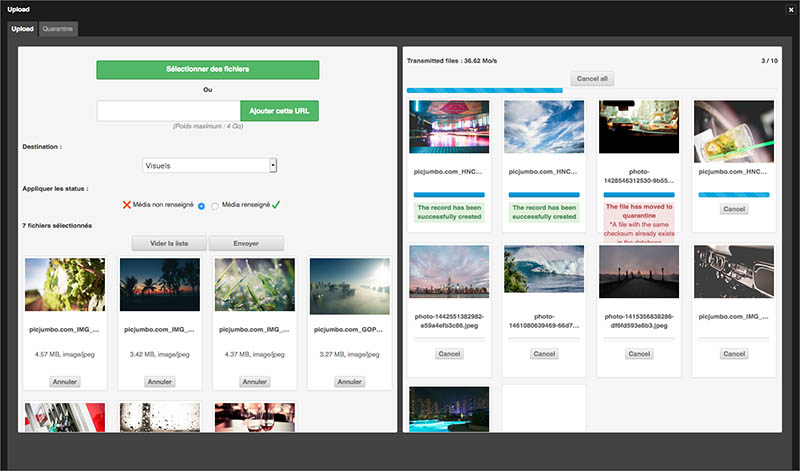 Upload
Upload
Quarantine
Sélectionner des fichiers
Ou
Ajouter cette URL
(Poids maximum : 4 Go)
Destination :
Visuels
Appliquer les status :
Média non renseigné
Média renseigné
7 fichiers sélectionnés
Vider la liste
Envoyer
picjumbo.com_IMG_...
picjumbo.com_IMG_...
picjumbo.com_IMG_...
picjumbo.com_GOP...
4.57 MB, image/jpeg
3.42 MB, image/jpeg
4.37 MB, image/jpeg
3.27 MB, image/jpeg
Annuler
Annuler
Annuler
Annuler
Transmitted files : 36.62 Mo/s
3 / 10
Cancel all
picjumbo.com_HNC...
picjumbo.com_HNC...
photo-
1428546312530-9b55...
picjumbo.com_HNC...
The record has been
successfully created
The record has been
successfully created
The file has moved to
quarantine
"A file with the same
checksum already exists
in the database
Cancel
photo-1442551382982-
e59a4efb3c86.jpeg
photo-
1461080639469-66d7...
photo-1415356838286-
df6fd593e8b3.jpeg
picjumbo.com_IMG_...
Cancel
Cancel
Cancel
Cancel